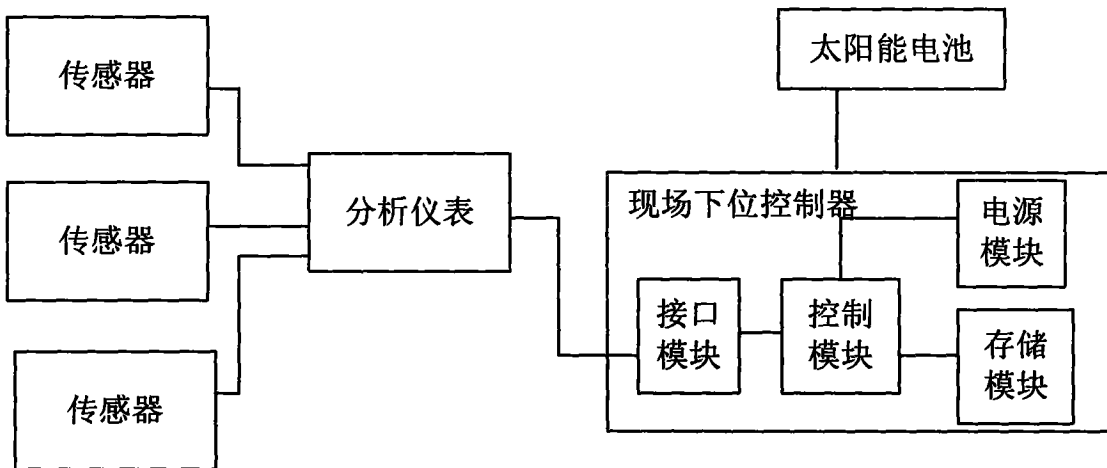 传感器
传感器
传感器
分析仪表
太阳能电池
现场下位控制器
电源
模块
接口
模块
控制
模块
存储
模块